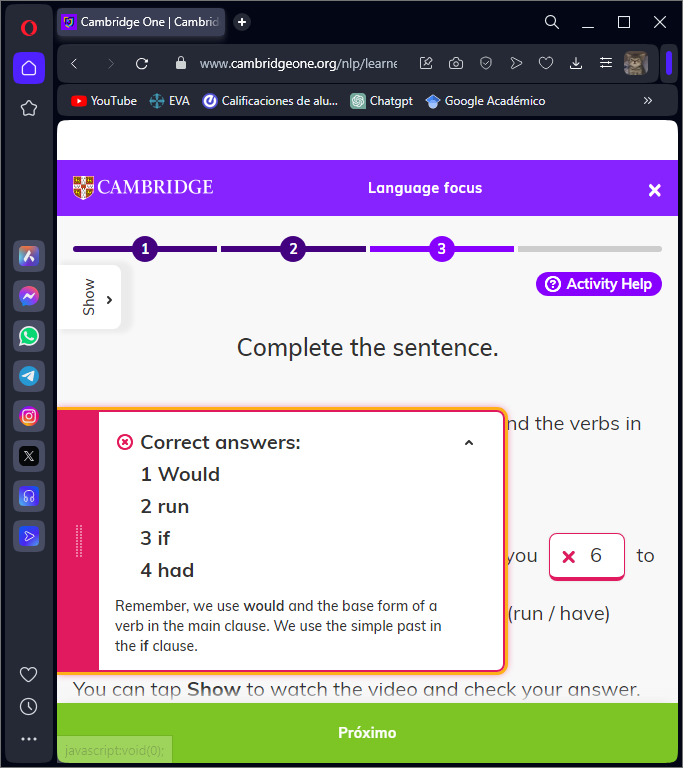 Cambridge One | Cambrid
www.cambridgeone.org/nlp/learne
YouTube
EVA
Calificaciones de alu...
Chatgpt
Google Académico
CAMBRIDGE
Language focus
1
2
3
Show
Activity Help
Complete the sentence.
nd the verbs in
Correct answers:
1 Would
2 run
3 if
4 had
Remember, we use would and the base form of a
verb in the main clause. We use the simple past in
the if clause.
you 6 to
(run / have)
You can tap Show to watch the video and check your answer.
Próximo
javascript:void(0);